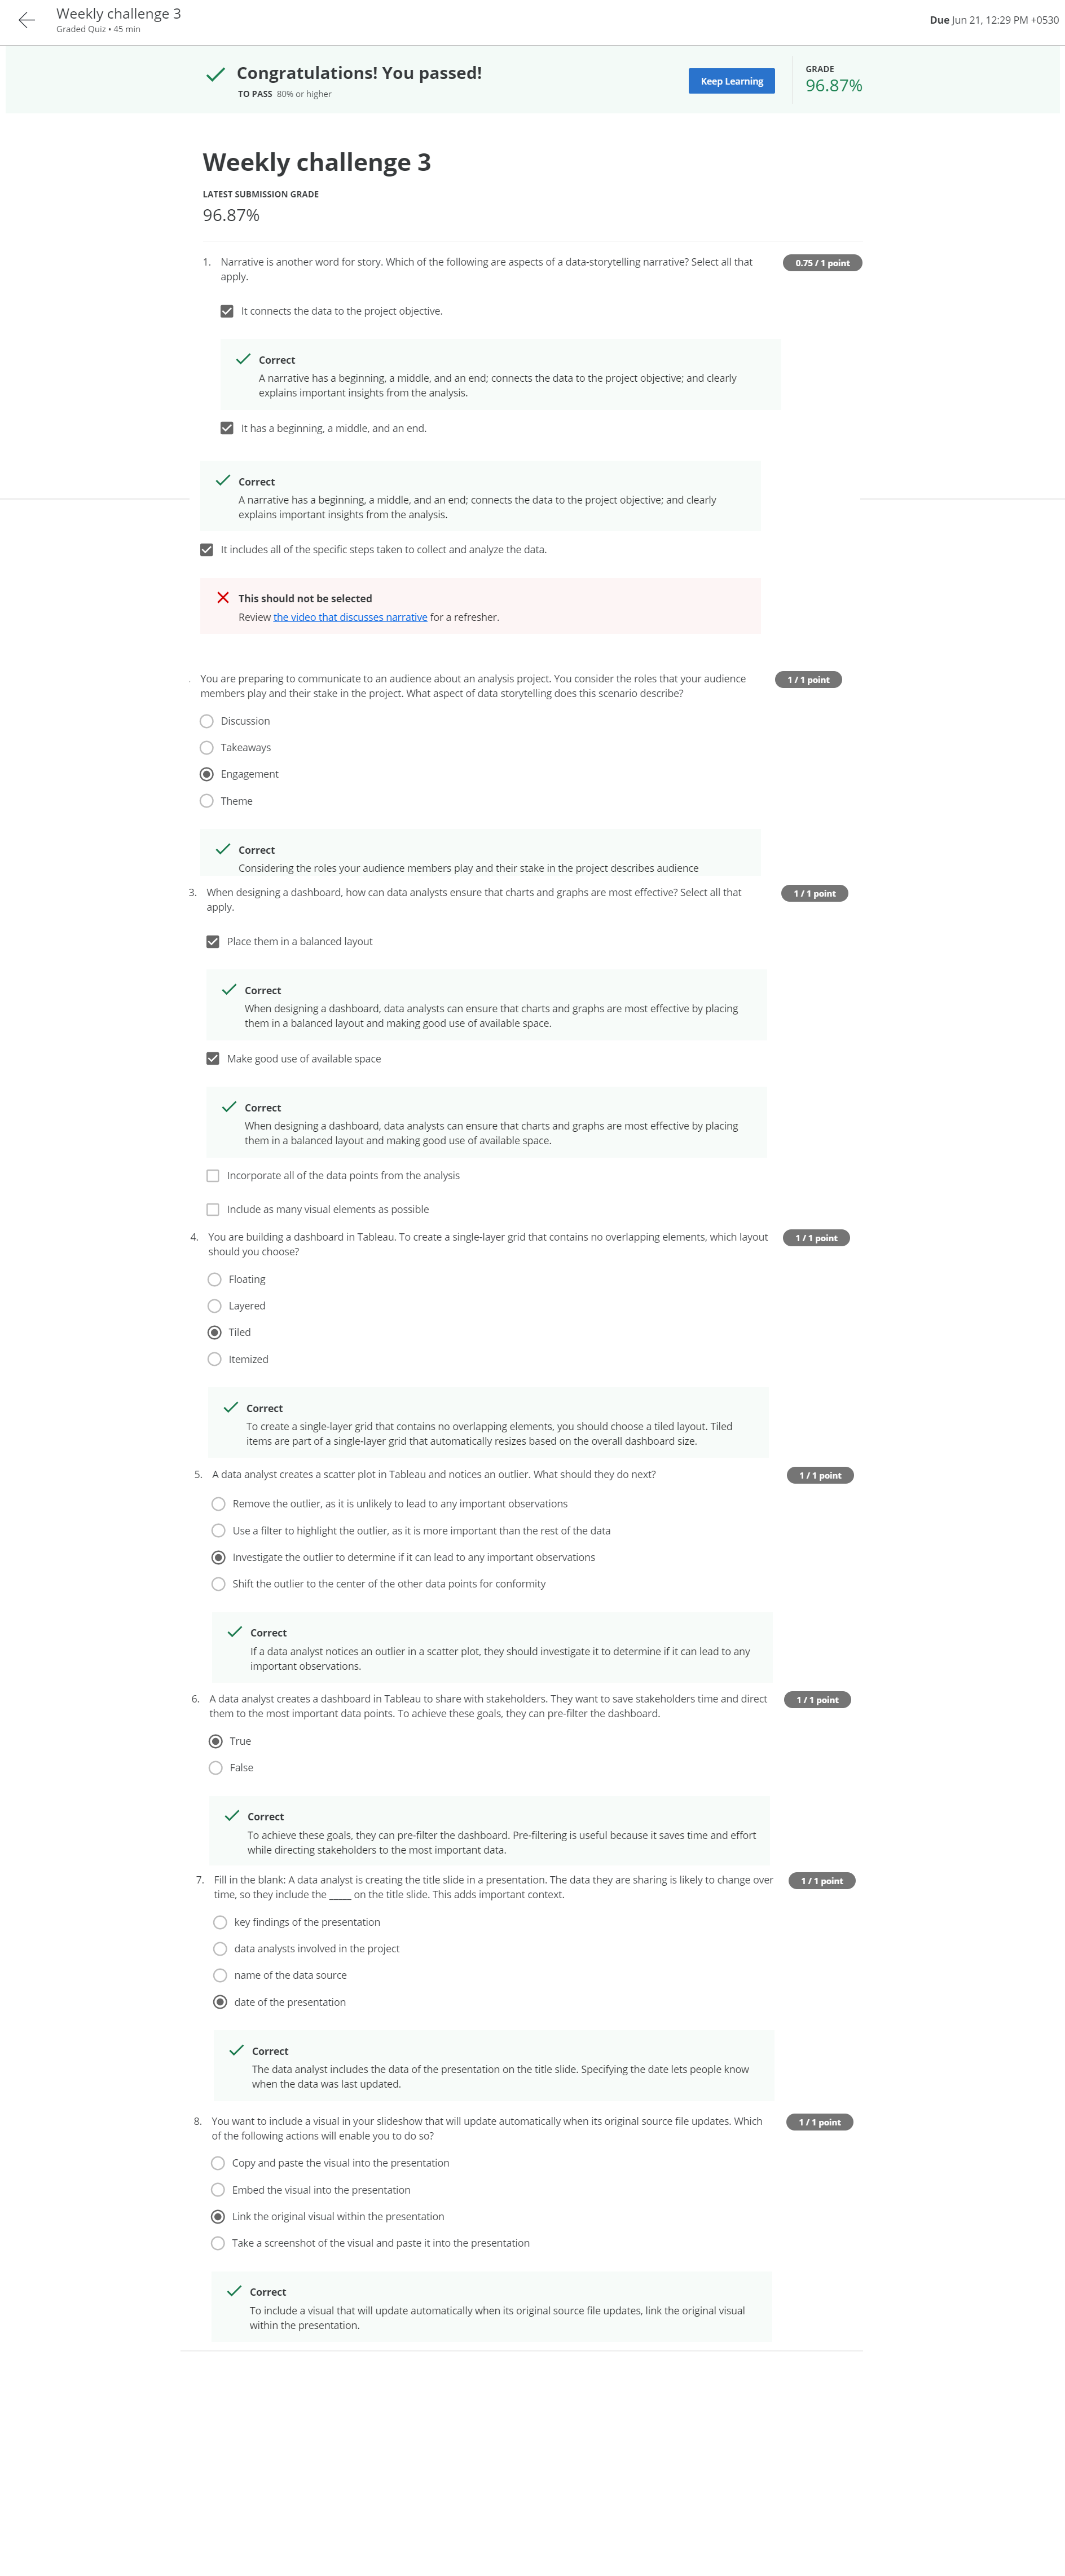 Weekly challenge 3
Graded Quiz • 45 min
Due Jun 21, 12:29 PM +0530
Congratulations! You passed!
TO PASS 80% or higher
Keep Learning
GRADE
96.87%
Weekly challenge 3
LATEST SUBMISSION GRADE
96.87%
1. Narrative is another word for story. Which of the following are aspects of a data-storytelling narrative? Select all that
apply.
0.75 / 1 point
It connects the data to the project objective.
Correct
A narrative has a beginning, a middle, and an end; connects the data to the project objective; and clearly
explains important insights from the analysis.
It has a beginning, a middle, and an end.
Correct
A narrative has a beginning, a middle, and an end; connects the data to the project objective; and clearly
explains important insights from the analysis.
It includes all of the specific steps taken to collect and analyze the data.
This should not be selected
Review the video that discusses narrative for a refresher.
You are preparing to communicate to an audience about an analysis project. You consider the roles that your audience
members play and their stake in the project. What aspect of data storytelling does this scenario describe?
1 / 1 point
Discussion
Takeaways
Engagement
Theme
Correct
Considering the roles your audience members play and their stake in the project describes audience
3. When designing a dashboard, how can data analysts ensure that charts and graphs are most effective? Select all that
apply.
1 / 1 point
Place them in a balanced layout
Correct
When designing a dashboard, data analysts can ensure that charts and graphs are most effective by placing
them in a balanced layout and making good use of available space.
Make good use of available space
Correct
When designing a dashboard, data analysts can ensure that charts and graphs are most effective by placing
them in a balanced layout and making good use of available space.
Incorporate all of the data points from the analysis
Include as many visual elements as possible
4. You are building a dashboard in Tableau. To create a single-layer grid that contains no overlapping elements, which layout
should you choose?
1 / 1 point
Floating
Layered
Tiled
Itemized
Correct
To create a single-layer grid that contains no overlapping elements, you should choose a tiled layout. Tiled
items are part of a single-layer grid that automatically resizes based on the overall dashboard size.
5. A data analyst creates a scatter plot in Tableau and notices an outlier. What should they do next?
1 / 1 point
Remove the outlier, as it is unlikely to lead to any important observations
Use a filter to highlight the outlier, as it is more important than the rest of the data
Investigate the outlier to determine if it can lead to any important observations
Shift the outlier to the center of the other data points for conformity
Correct
If a data analyst notices an outlier in a scatter plot, they should investigate it to determine if it can lead to any
important observations.
6. A data analyst creates a dashboard in Tableau to share with stakeholders. They want to save stakeholders time and direct
them to the most important data points. To achieve these goals, they can pre-filter the dashboard.
1 / 1 point
True
False
Correct
To achieve these goals, they can pre-filter the dashboard. Pre-filtering is useful because it saves time and effort
while directing stakeholders to the most important data.
7. Fill in the blank: A data analyst is creating the title slide in a presentation. The data they are sharing is likely to change over
time, so they include the _____ on the title slide. This adds important context.
1 / 1 point
key findings of the presentation
data analysts involved in the project
name of the data source
date of the presentation
Correct
The data analyst includes the data of the presentation on the title slide. Specifying the date lets people know
when the data was last updated.
8. You want to include a visual in your slideshow that will update automatically when its original source file updates. Which
of the following actions will enable you to do so?
1 / 1 point
Copy and paste the visual into the presentation
Embed the visual into the presentation
Link the original visual within the presentation
Take a screenshot of the visual and paste it into the presentation
Correct
To include a visual that will update automatically when its original source file updates, link the original visual
within the presentation.